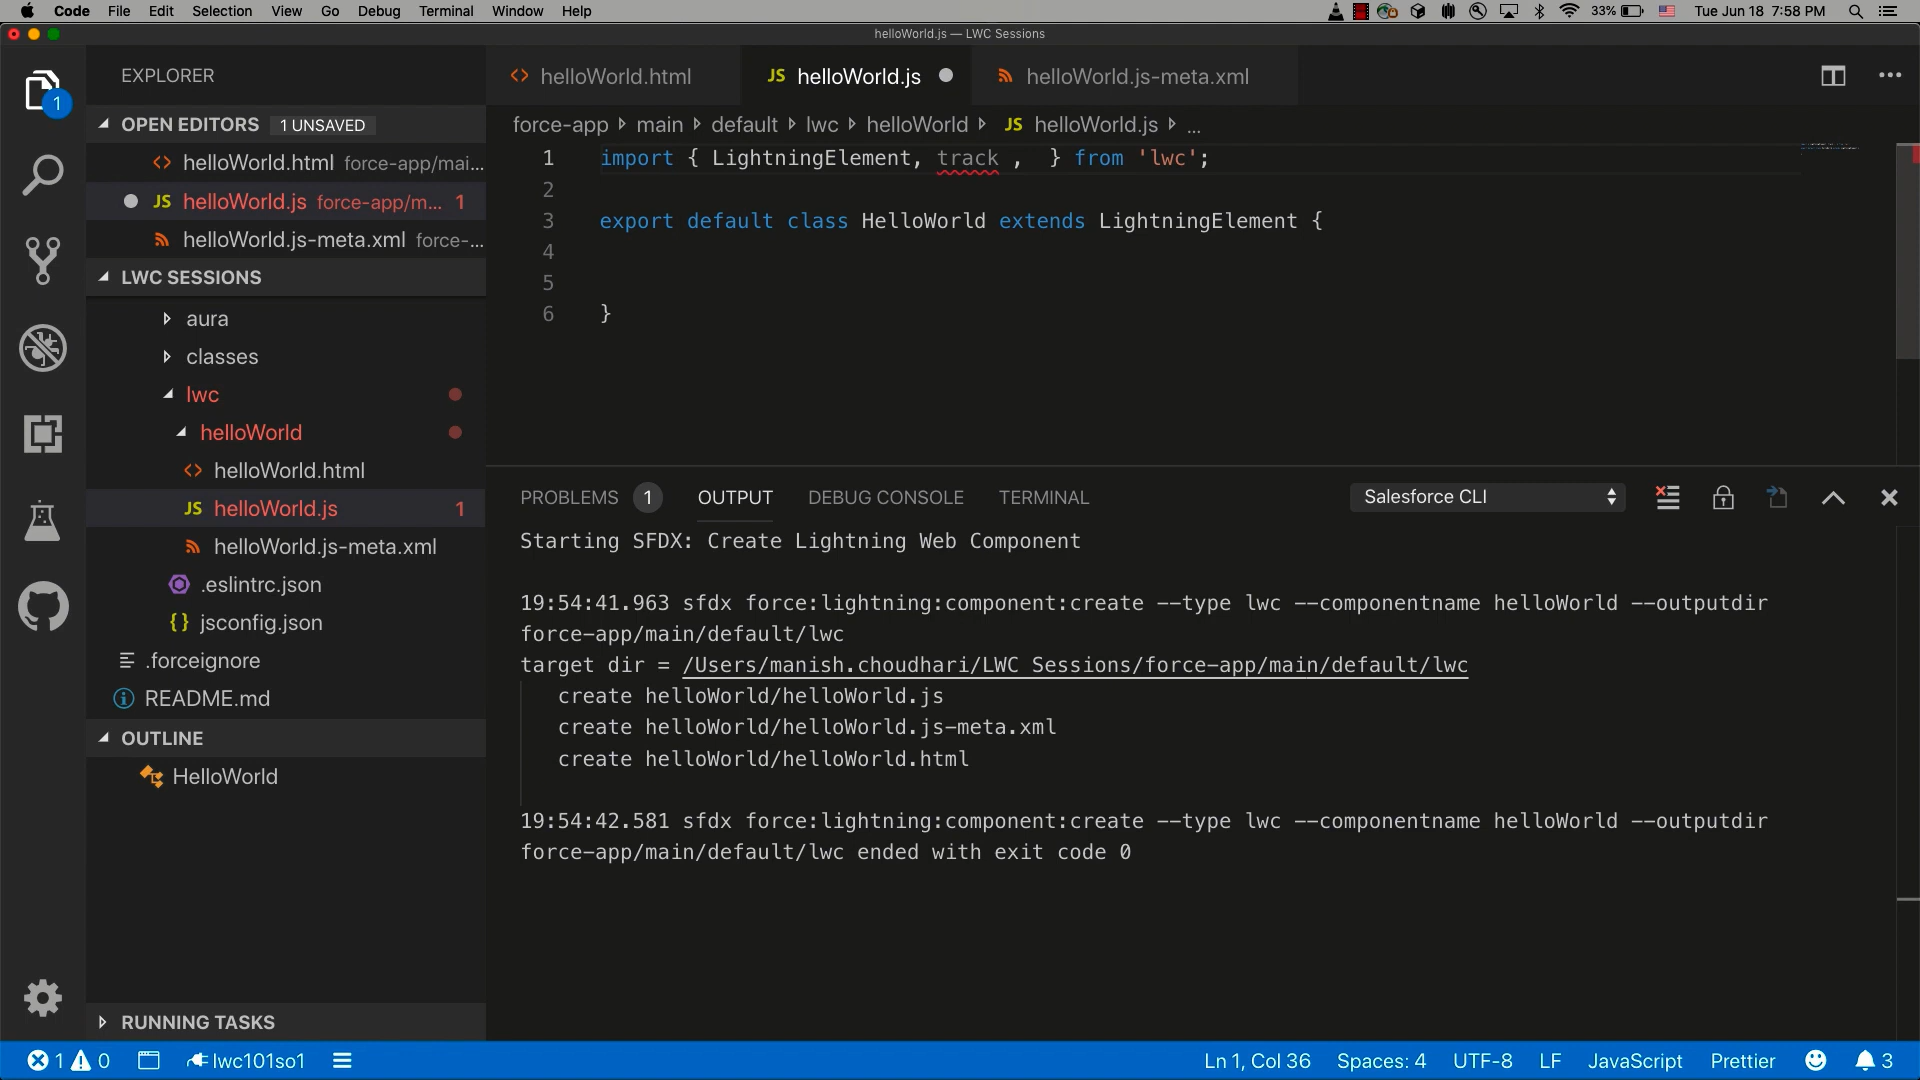 Code File Edit Selection View Go Debug Terminal Window Help 33% Tue Jun 18 7:58 PM
helloWorld.js — LWC Sessions
EXPLORER
1
OPEN EDITORS 1 UNSAVED
<> helloWorld.html force-app/mai...
JS helloWorld.js force-app/m... 1
helloWorld.js-meta.xml force-...
LWC SESSIONS
aura
classes
lwc
helloWorld
<> helloWorld.html
JS helloWorld.js 1
helloWorld.js-meta.xml
.eslintrc.json
{} jsconfig.json
.forceignore
README.md
OUTLINE
HelloWorld
RUNNING TASKS
<> helloWorld.html JS helloWorld.js helloWorld.js-meta.xml
force-app main default lwc helloWorld JS helloWorld.js ...
1 import { LightningElement, track ,  } from 'lwc';
2
3 export default class HelloWorld extends LightningElement {
4
5
6 }
PROBLEMS 1 OUTPUT DEBUG CONSOLE TERMINAL Salesforce CLI
Starting SFDX: Create Lightning Web Component
19:54:41.963 sfdx force:lightning:component:create --type lwc --componentname helloWorld --outputdir
force-app/main/default/lwc
target dir = /Users/manish.choudhari/LWC Sessions/force-app/main/default/lwc
create helloWorld/helloWorld.js
create helloWorld/helloWorld.js-meta.xml
create helloWorld/helloWorld.html
19:54:42.581 sfdx force:lightning:component:create --type lwc --componentname helloWorld --outputdir
force-app/main/default/lwc ended with exit code 0
1 0 lwc101so1 Ln 1, Col 36 Spaces: 4 UTF-8 LF JavaScript Prettier 3